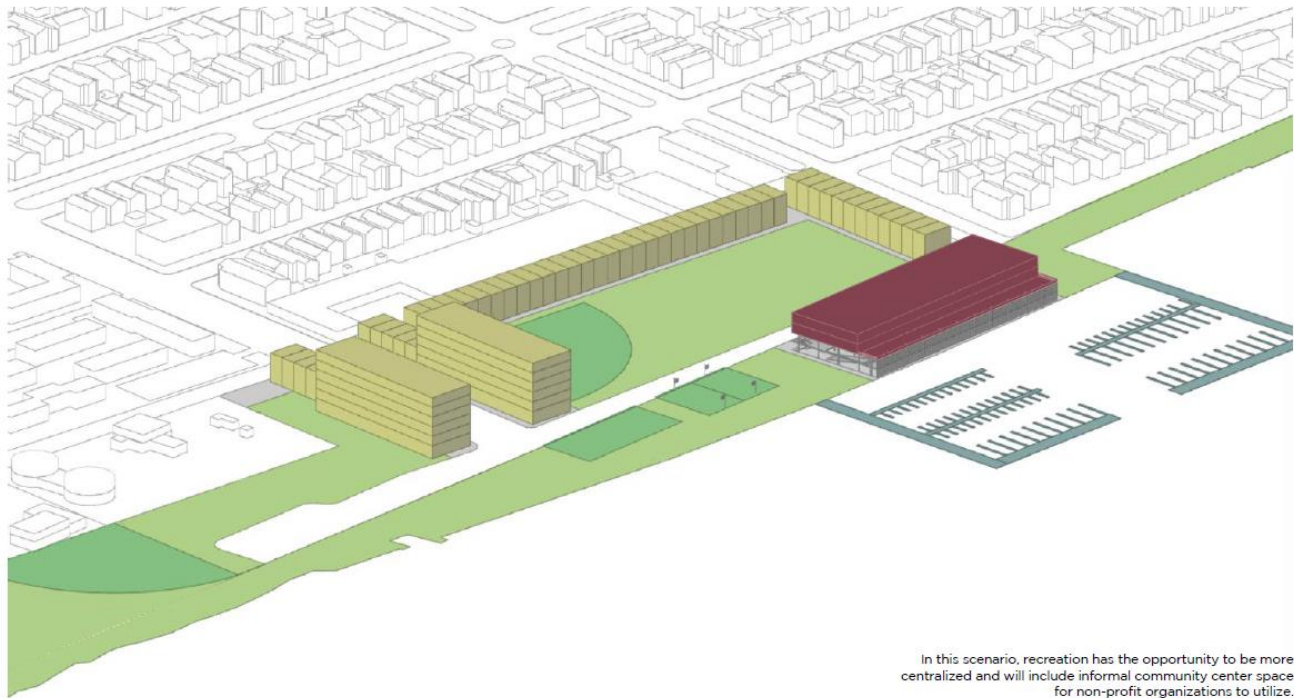 In this scenario, recreation has the opportunity to be more
centralized and will include informal community center space
for non-profit organizations to utilize.